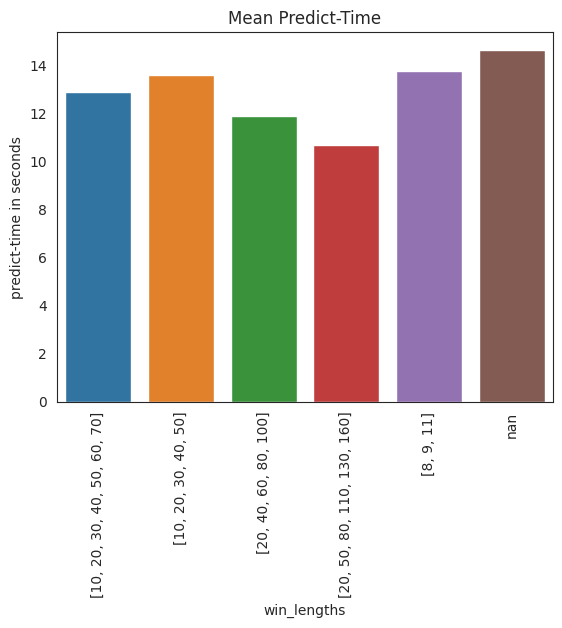 Mean Predict-Time
predict-time in seconds
14
12
10
8
6
4
2
0
[10, 20, 30, 40, 50, 60, 70]
[10, 20, 30, 40, 50]
[20, 40, 60, 80, 100]
[20, 50, 80, 110, 130, 160]
[8, 9, 11]
nan
win_lengths